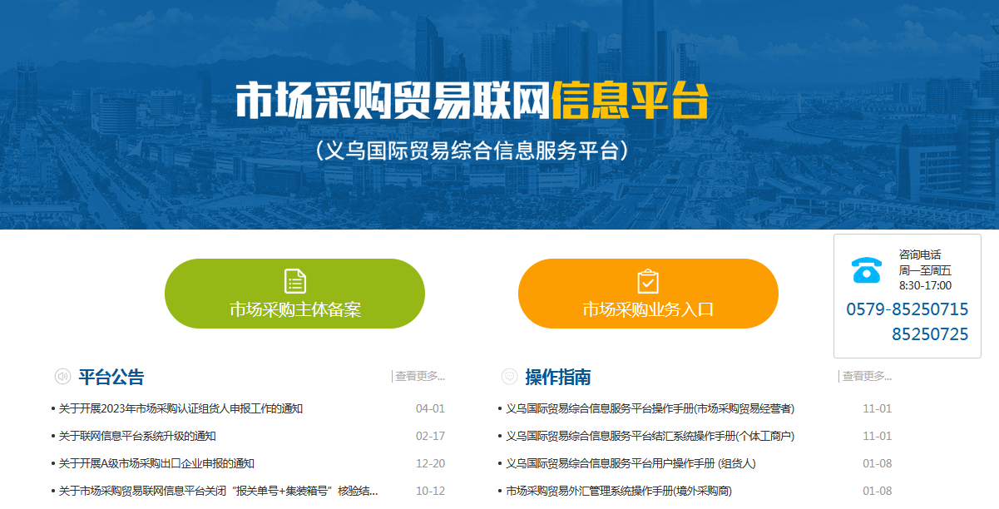 市场采购贸易联网信息平台
（义乌国际贸易综合信息服务平台）
市场采购主体备案
市场采购业务入口
咨询电话
周一至周五
8:30-17:00
0579-85250715
85250725
平台公告
查看更多...
• 关于开展2023年市场采购认证组货人申报工作的通知 04-01
• 关于联网信息平台系统升级的通知 02-17
• 关于开展A级市场采购出口企业申报的通知 12-20
• 关于市场采购贸易联网信息平台关闭“报关单号+集装箱号”核验结... 10-12
操作指南
查看更多...
• 义乌国际贸易综合信息服务平台操作手册(市场采购贸易经营者) 11-01
• 义乌国际贸易综合信息服务平台结汇系统操作手册(个体工商户) 11-01
• 义乌国际贸易综合信息服务平台用户操作手册 (组货人) 01-08
• 市场采购贸易外汇管理系统操作手册(境外采购商) 01-08